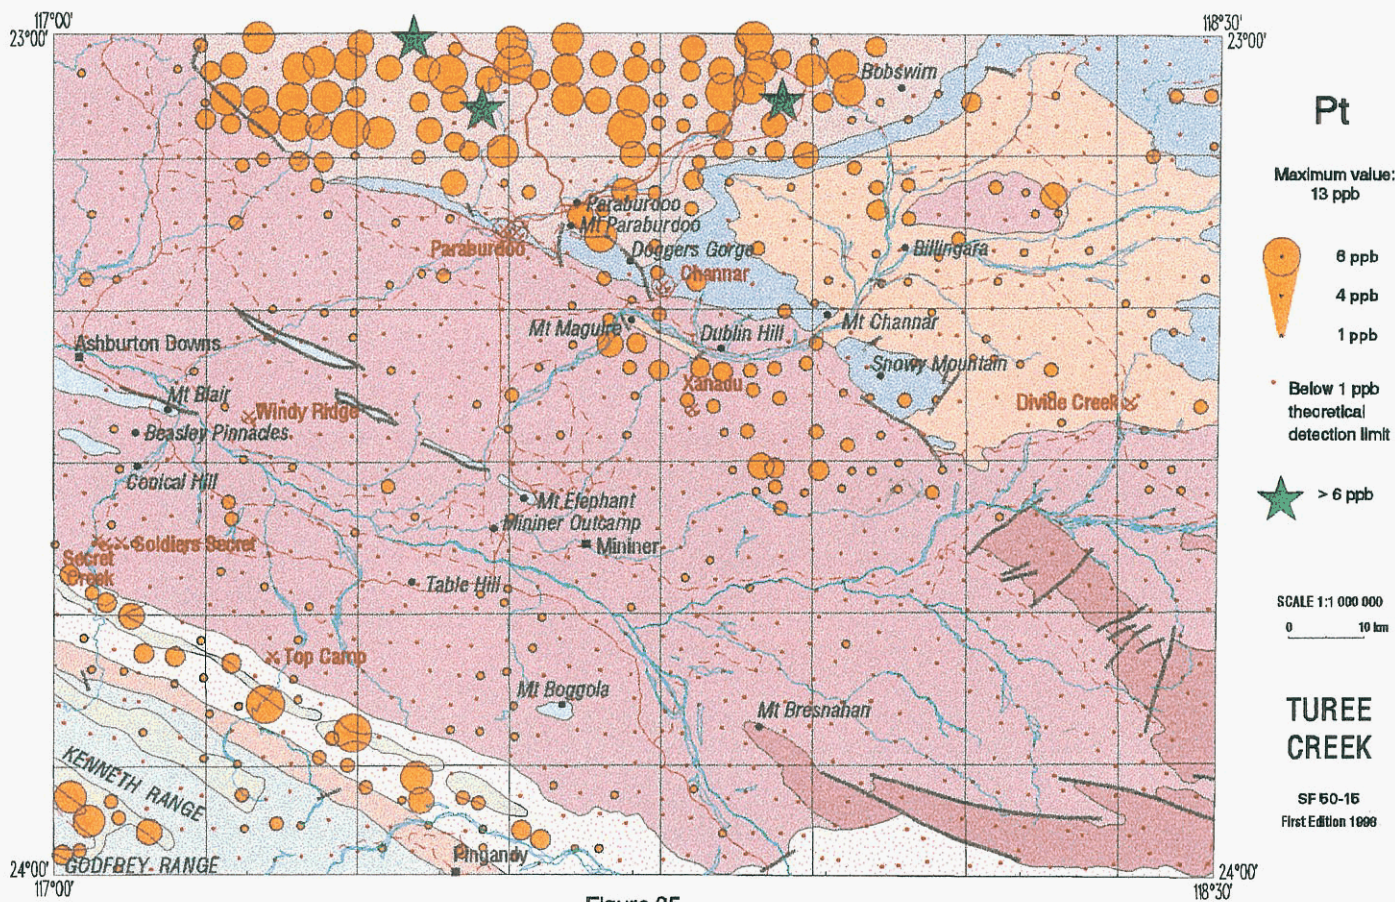 117°00'
118°30'
23°00'
23°00'
Bobswim
Pt
Maximum value:
13 ppb
Paraburdoo
Mt Paraburdoo
Paraburdoo
Doggers Gorge
Billingara
6 ppb
Channar
4 ppb
Mt Maguire
Dublin Hill
Mt Channar
1 ppb
Ashburton Downs
Snowy Mountain
Mt Blair
Xanadu
Below 1 ppb
theoretical
detection limit
Windy Ridge
Divide Creek
Beasley Pinnacles
Conical Hill
Mt Elephant
> 6 ppb
Mininer Outcamp
Soldiers Secret
Mininer
Secret
Creek
Table Hill
SCALE 1:1 000 000
0 10 km
Top Camp
Mt Boggola
Mt Bresnahan
TUREE
CREEK
KENNETH RANGE
SF 50-15
First Edition 1996
GODFREY RANGE
Pingandy
24°00'
24°00'
117°00'
118°30'